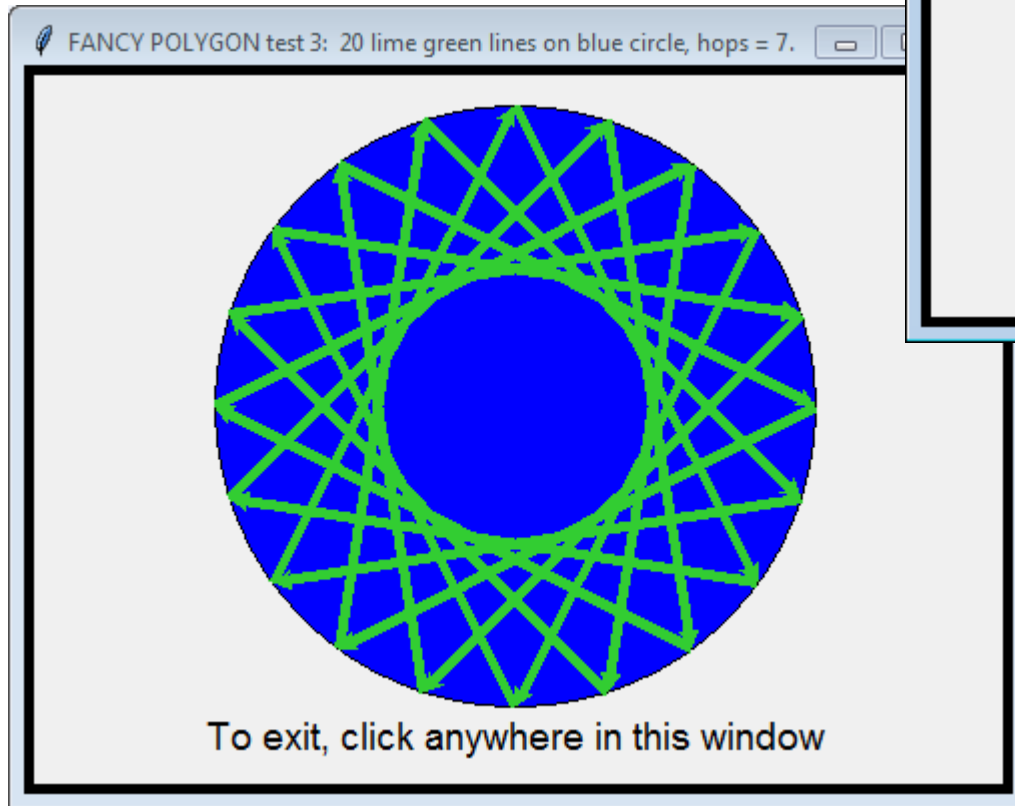 FANCY POLYGON test 3:  20 lime green lines on blue circle, hops = 7.
To exit, click anywhere in this window